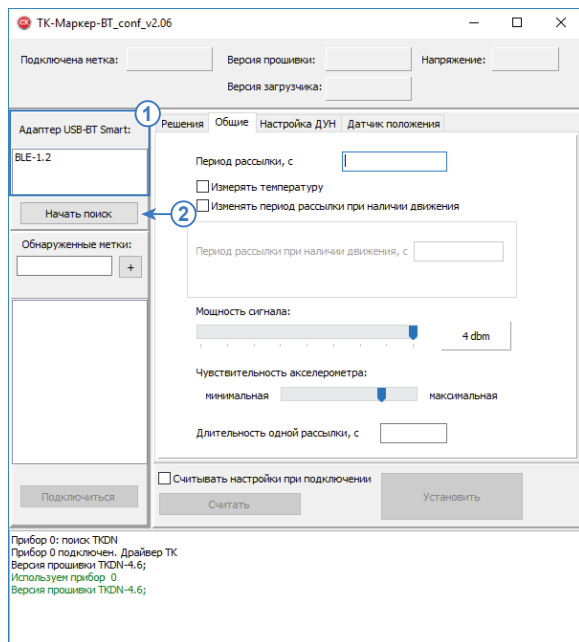 ТК-Маркер-BT_conf_v2.06
Подключена метка:
Версия прошивки:
Напряжение:
Версия загрузчика:
1
Адаптер USB-BT Smart:
BLE-1.2
Начать поиск
2
Обнаруженные метки:
+
Подключиться
Решения Общие Настройка ДУН Датчик положения
Период рассылки, с
Измерять температуру
Изменять период рассылки при наличии движения
Период рассылки при наличии движения, с
Мощность сигнала:
4 dbm
Чувствительность акселерометра:
минимальная максимальная
Длительность одной рассылки, с
Считывать настройки при подключении
Считать
Установить
Прибор 0: поиск TKDN
Прибор 0 подключен. Драйвер ТК
Версия прошивки TKDN-4.6;
Используем прибор 0
Версия прошивки TKDN-4.6;